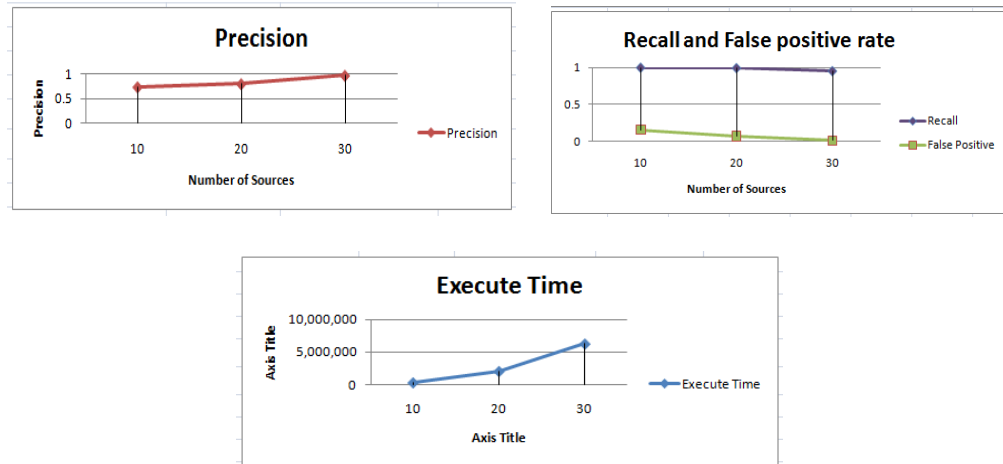 Precision
1
0.5
0
Precision
10 20 30
Number of Sources
Precision
Recall and False positive rate
1
0.5
0
10 20 30
Number of Sources
Recall
False Positive
Execute Time
10,000,000
5,000,000
0
Axis Title
10 20 30
Axis Title
Execute Time